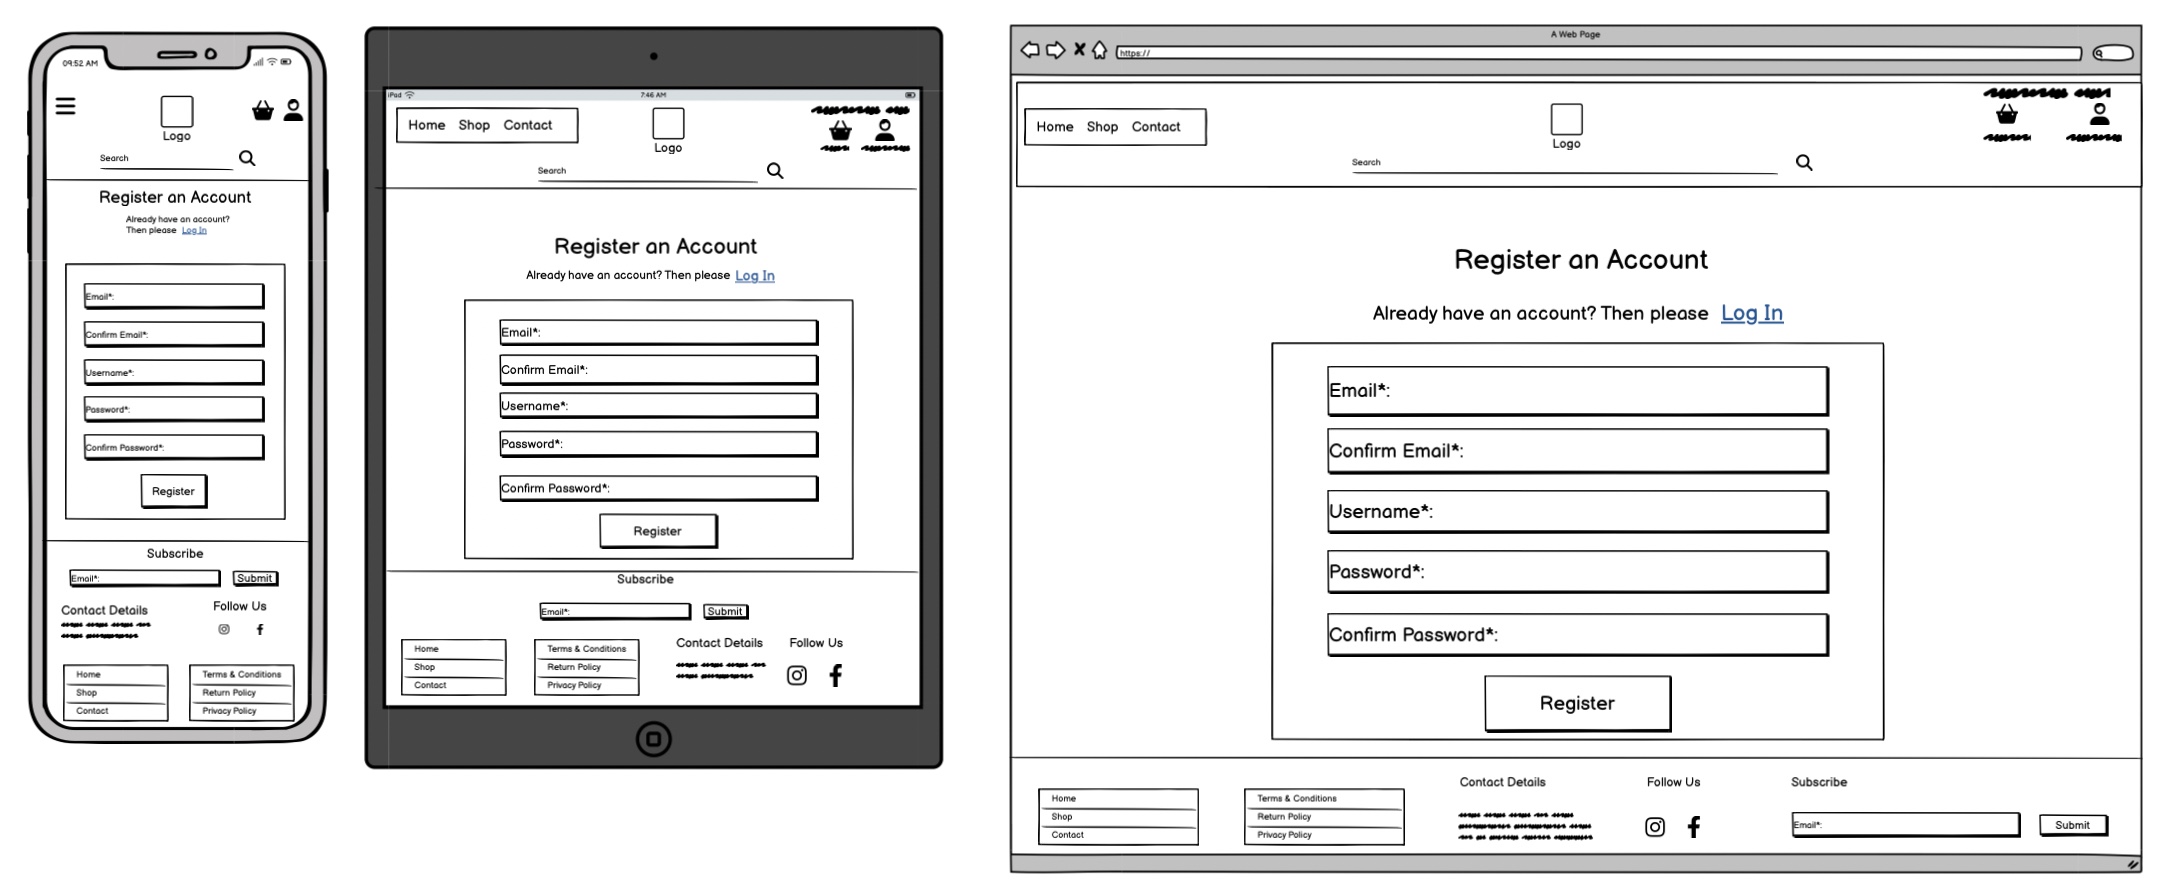 09:52 AM
Logo
Search
Register an Account
Already have an account?
Then please Log In
Email*:
Confirm Email*:
Username*:
Password*:
Confirm Password*:
Register
Subscribe
Email*: Submit
Contact Details Follow Us
Home Terms & Conditions
Shop Return Policy
Contact Privacy Policy
iPad 7:46 AM
Home Shop Contact
Logo
Search
Register an Account
Already have an account? Then please Log In
Email*:
Confirm Email*:
Username*:
Password*:
Confirm Password*:
Register
Subscribe
Email*: Submit
Contact Details Follow Us
Home Terms & Conditions
Shop Return Policy
Contact Privacy Policy
A Web Page
https://
Home Shop Contact
Logo
Search
Register an Account
Already have an account? Then please Log In
Email*:
Confirm Email*:
Username*:
Password*:
Confirm Password*:
Register
Contact Details Follow Us Subscribe
Home Terms & Conditions
Shop Return Policy
Contact Privacy Policy
Email*: Submit